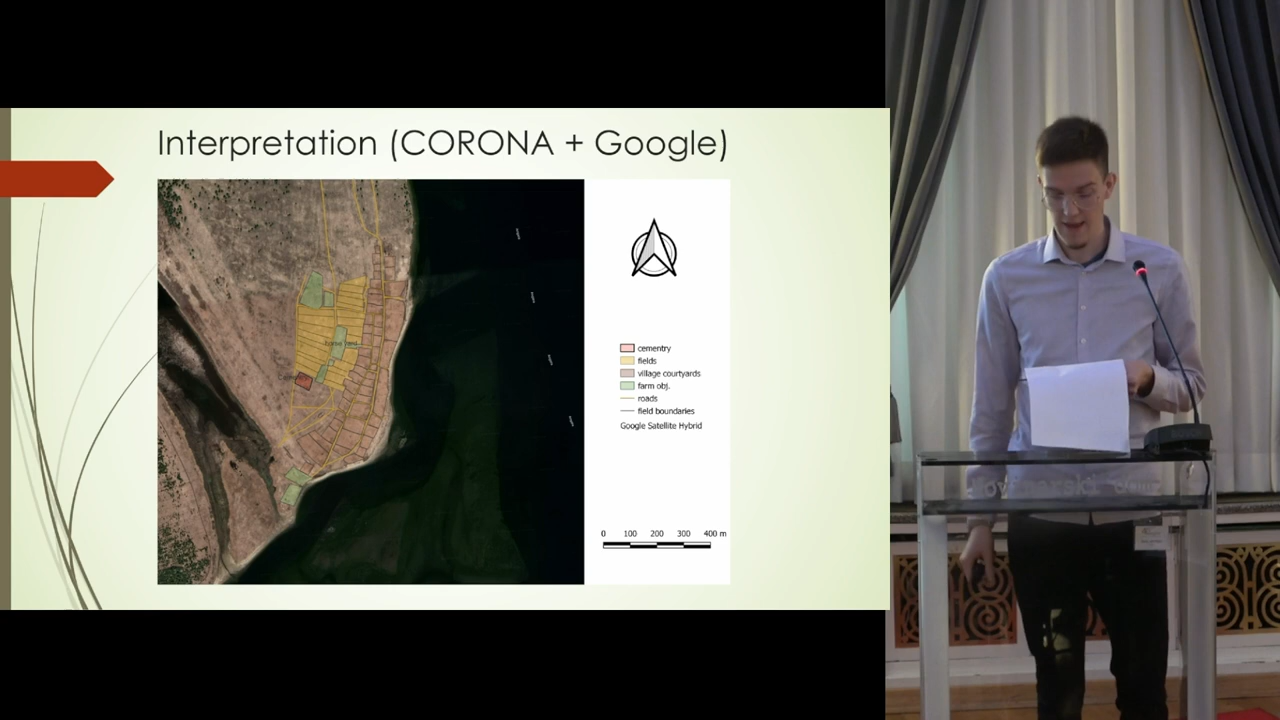 Interpretation (CORONA + Google)
cementry
fields
village courtyards
farm obj.
roads
field boundaries
Google Satellite Hybrid
0 100 200 300 400 m